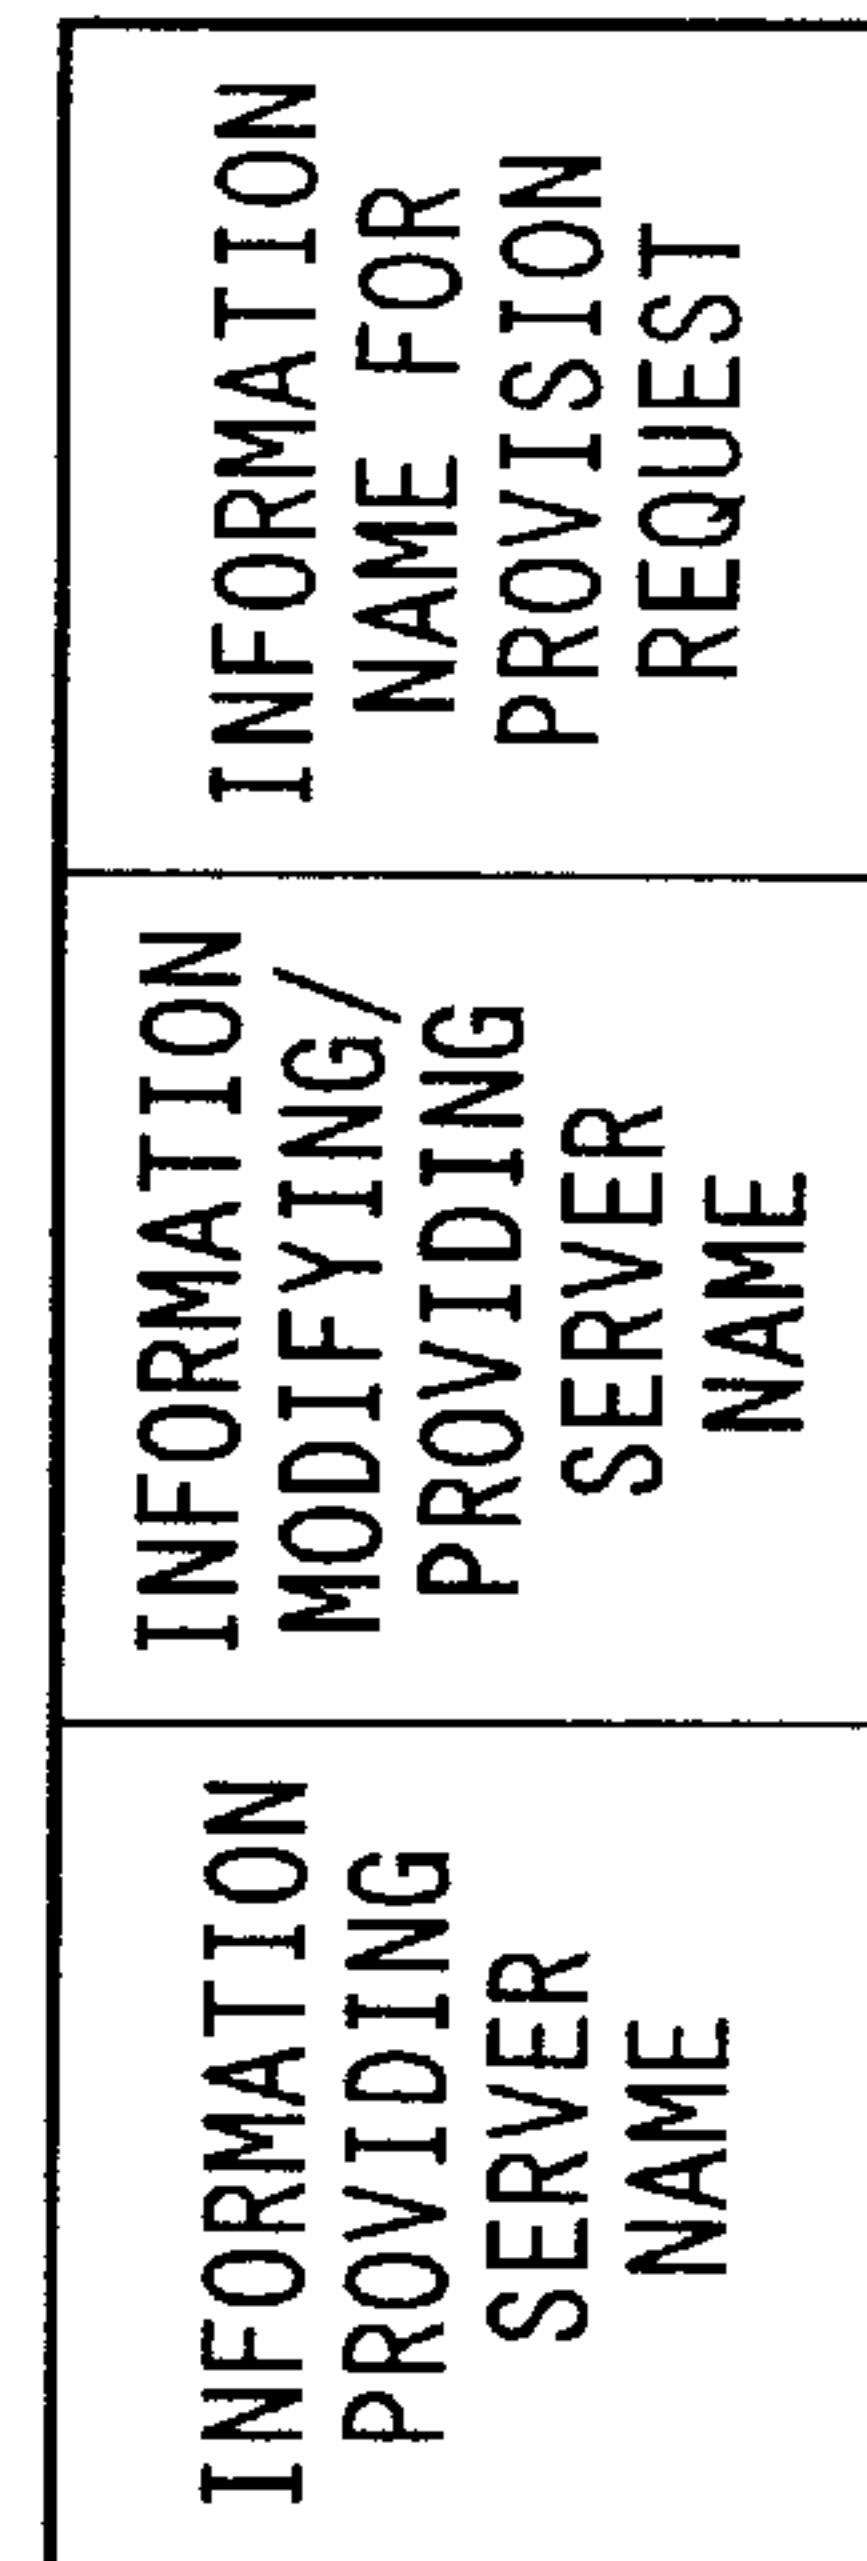 INFORMATION
PROVIDING
SERVER
NAME
INFORMATION
MODIFYING/
PROVIDING
SERVER
NAME
INFORMATION
NAME FOR
PROVISION
REQUEST